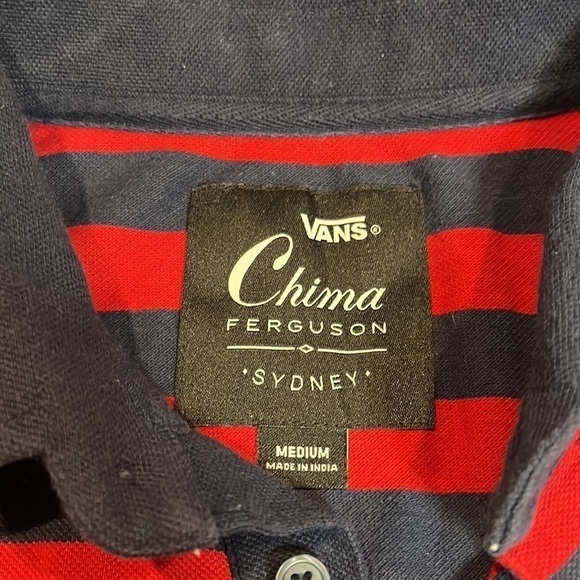 VANS®
Chima
FERGUSON
·SYDNEY·
MEDIUM
MADE IN INDIA